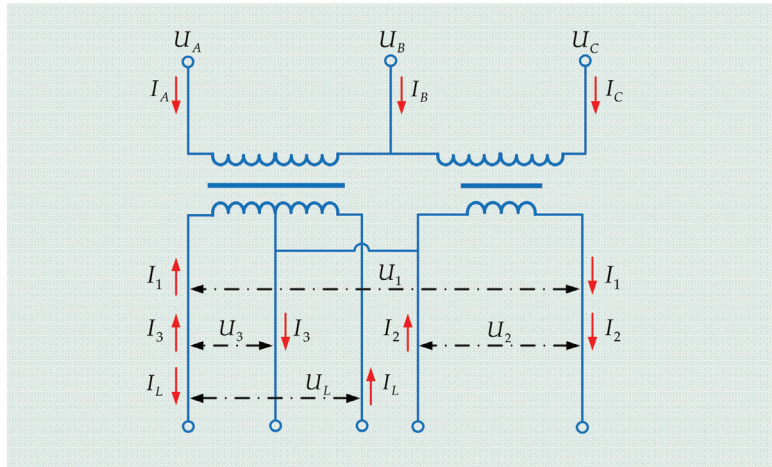 U_A U_B U_C
I_A I_B I_C
I_1 U_1 I_1
I_3 U_3 I_3 I_2 U_2 I_2
I_L U_L I_L